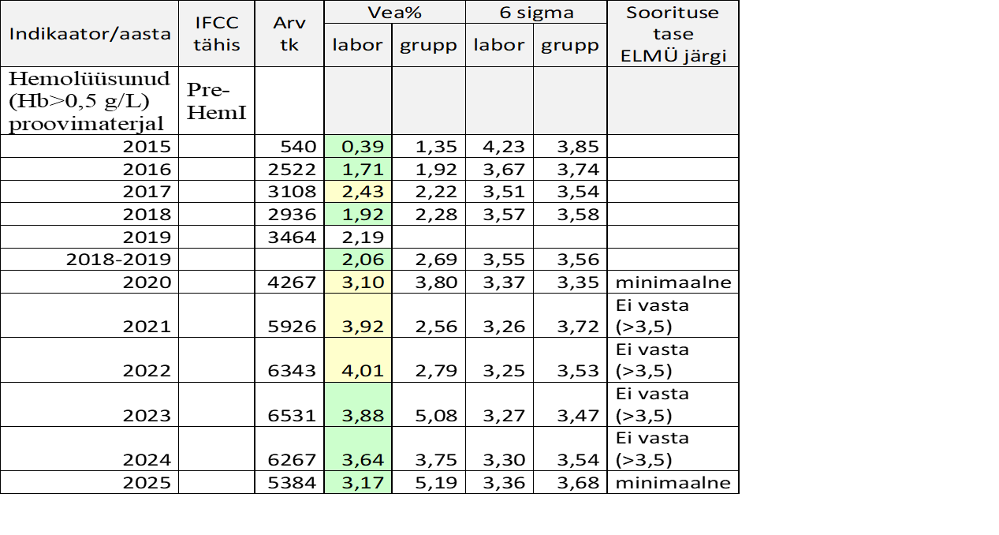 Indikaator/aasta IFCC tähis Arv tk Vea% 6 sigma Soorituse tase ELMÜ järgi
labor grupp labor grupp
Hemolüüsunud (Hb>0,5 g/L) proovimaterjal Pre-HemI
2015 540 0,39 1,35 4,23 3,85
2016 2522 1,71 1,92 3,67 3,74
2017 3108 2,43 2,22 3,51 3,54
2018 2936 1,92 2,28 3,57 3,58
2019 3464 2,19
2018-2019 2,06 2,69 3,55 3,56
2020 4267 3,10 3,80 3,37 3,35 minimaalne
2021 5926 3,92 2,56 3,26 3,72 Ei vasta (>3,5)
2022 6343 4,01 2,79 3,25 3,53 Ei vasta (>3,5)
2023 6531 3,88 5,08 3,27 3,47 Ei vasta (>3,5)
2024 6267 3,64 3,75 3,30 3,54 Ei vasta (>3,5)
2025 5384 3,17 5,19 3,36 3,68 minimaalne